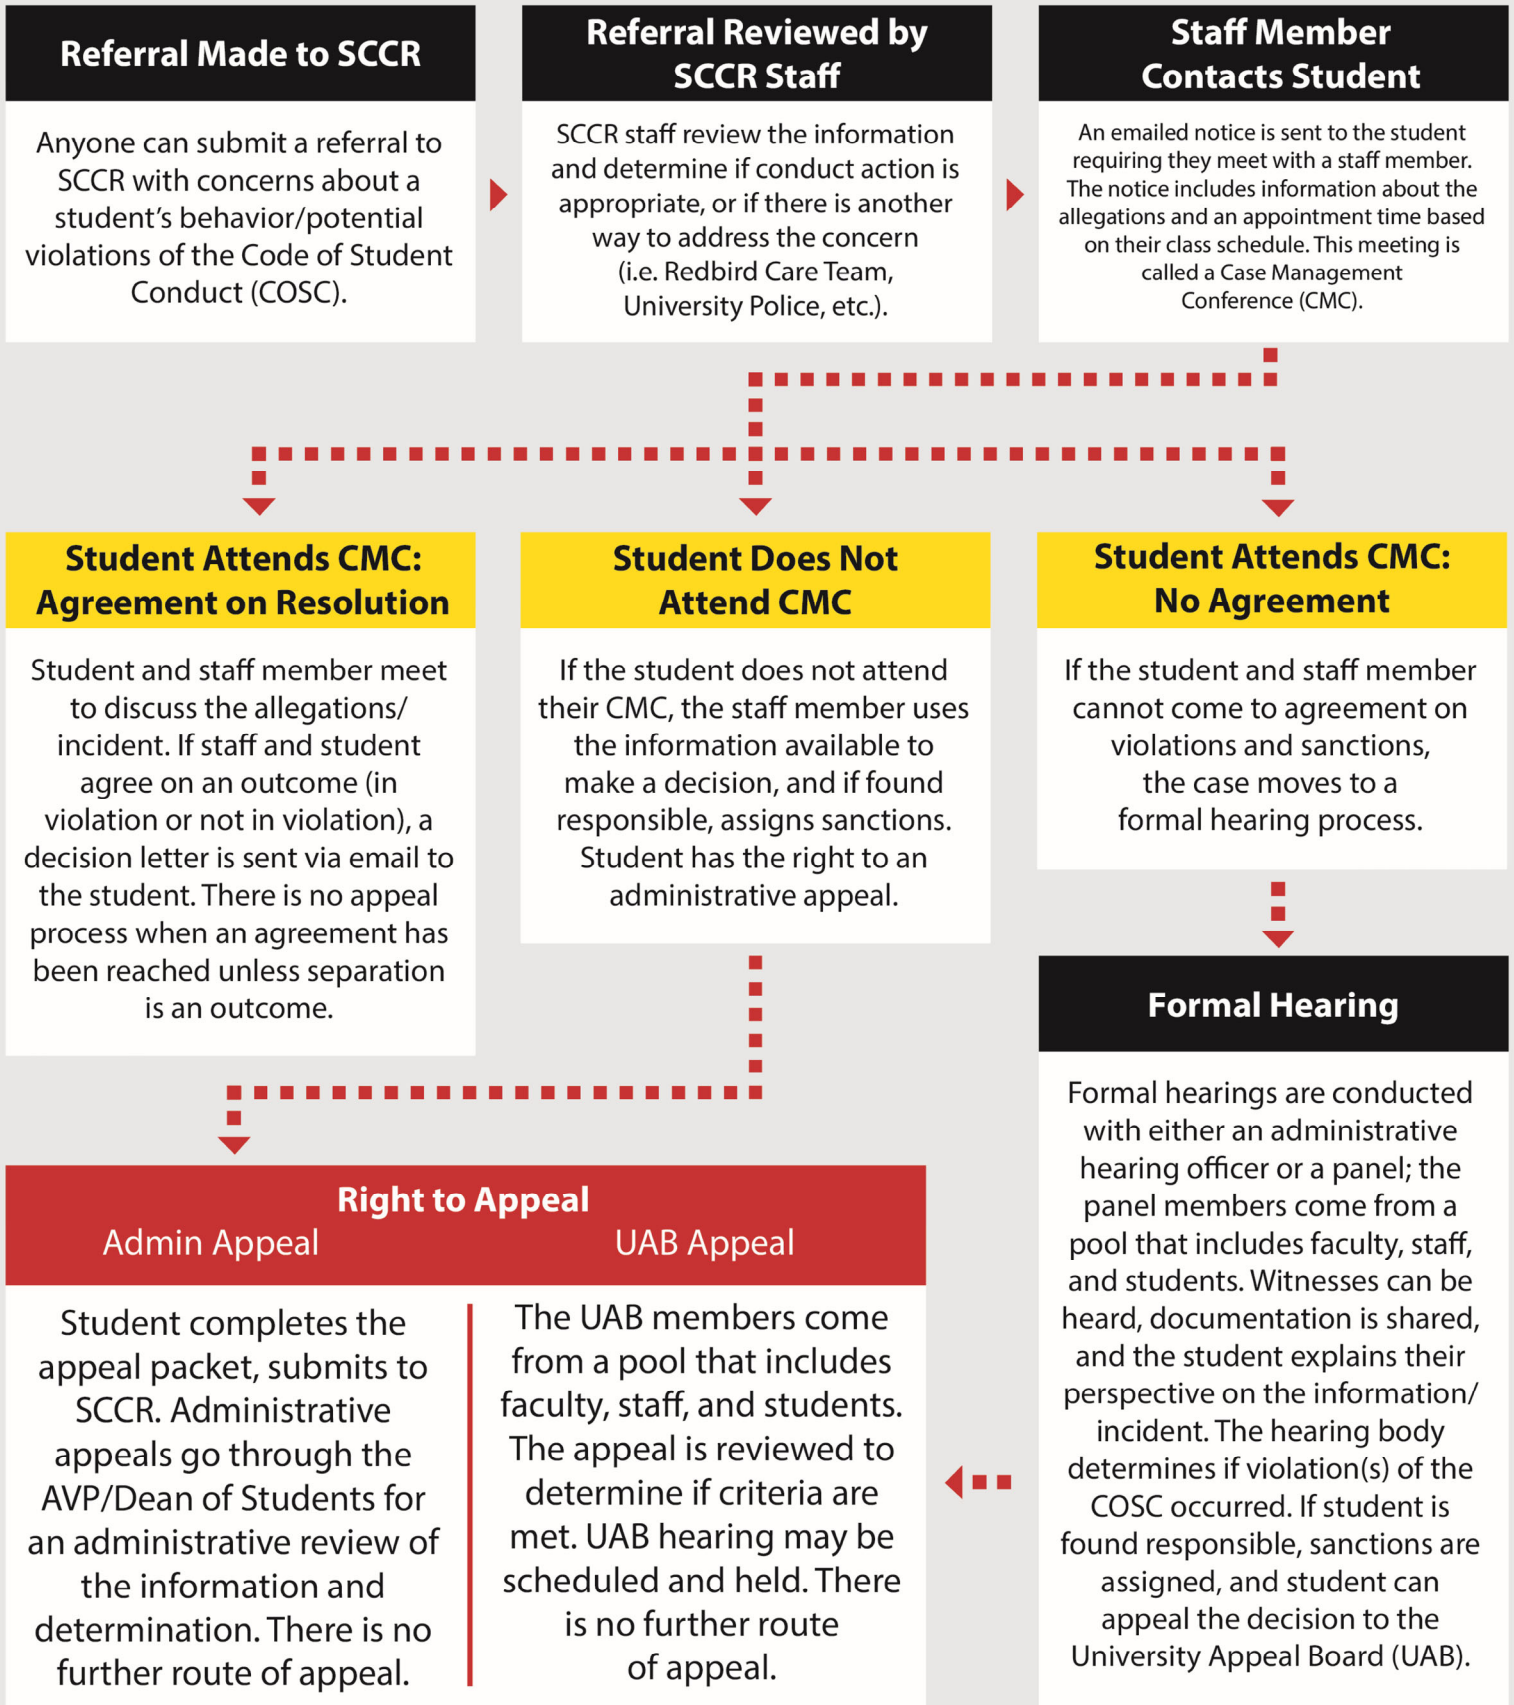 Referral Made to SCCR
Anyone can submit a referral to
SCCR with concerns about a
student’s behavior/potential
violations of the Code of Student
Conduct (COSC).
Referral Reviewed by
SCCR Staff
SCCR staff review the information
and determine if conduct action is
appropriate, or if there is another
way to address the concern
(i.e. Redbird Care Team,
University Police, etc.).
Staff Member
Contacts Student
An emailed notice is sent to the student
requiring they meet with a staff member.
The notice includes information about the
allegations and an appointment time based
on their class schedule. This meeting is
called a Case Management
Conference (CMC).
Student Attends CMC:
Agreement on Resolution
Student and staff member meet
to discuss the allegations/
incident. If staff and student
agree on an outcome (in
violation or not in violation), a
decision letter is sent via email to
the student. There is no appeal
process when an agreement has
been reached unless separation
is an outcome.
Student Does Not
Attend CMC
If the student does not attend
their CMC, the staff member uses
the information available to
make a decision, and if found
responsible, assigns sanctions.
Student has the right to an
administrative appeal.
Student Attends CMC:
No Agreement
If the student and staff member
cannot come to agreement on
violations and sanctions,
the case moves to a
formal hearing process.
Formal Hearing
Formal hearings are conducted
with either an administrative
hearing officer or a panel; the
panel members come from a
pool that includes faculty, staff,
and students. Witnesses can be
heard, documentation is shared,
and the student explains their
perspective on the information/
incident. The hearing body
determines if violation(s) of the
COSC occurred. If student is
found responsible, sanctions are
assigned, and student can
appeal the decision to the
University Appeal Board (UAB).
Right to Appeal
Admin Appeal
Student completes the
appeal packet, submits to
SCCR. Administrative
appeals go through the
AVP/Dean of Students for
an administrative review of
the information and
determination. There is no
further route of appeal.
UAB Appeal
The UAB members come
from a pool that includes
faculty, staff, and students.
The appeal is reviewed to
determine if criteria are
met. UAB hearing may be
scheduled and held. There
is no further route
of appeal.